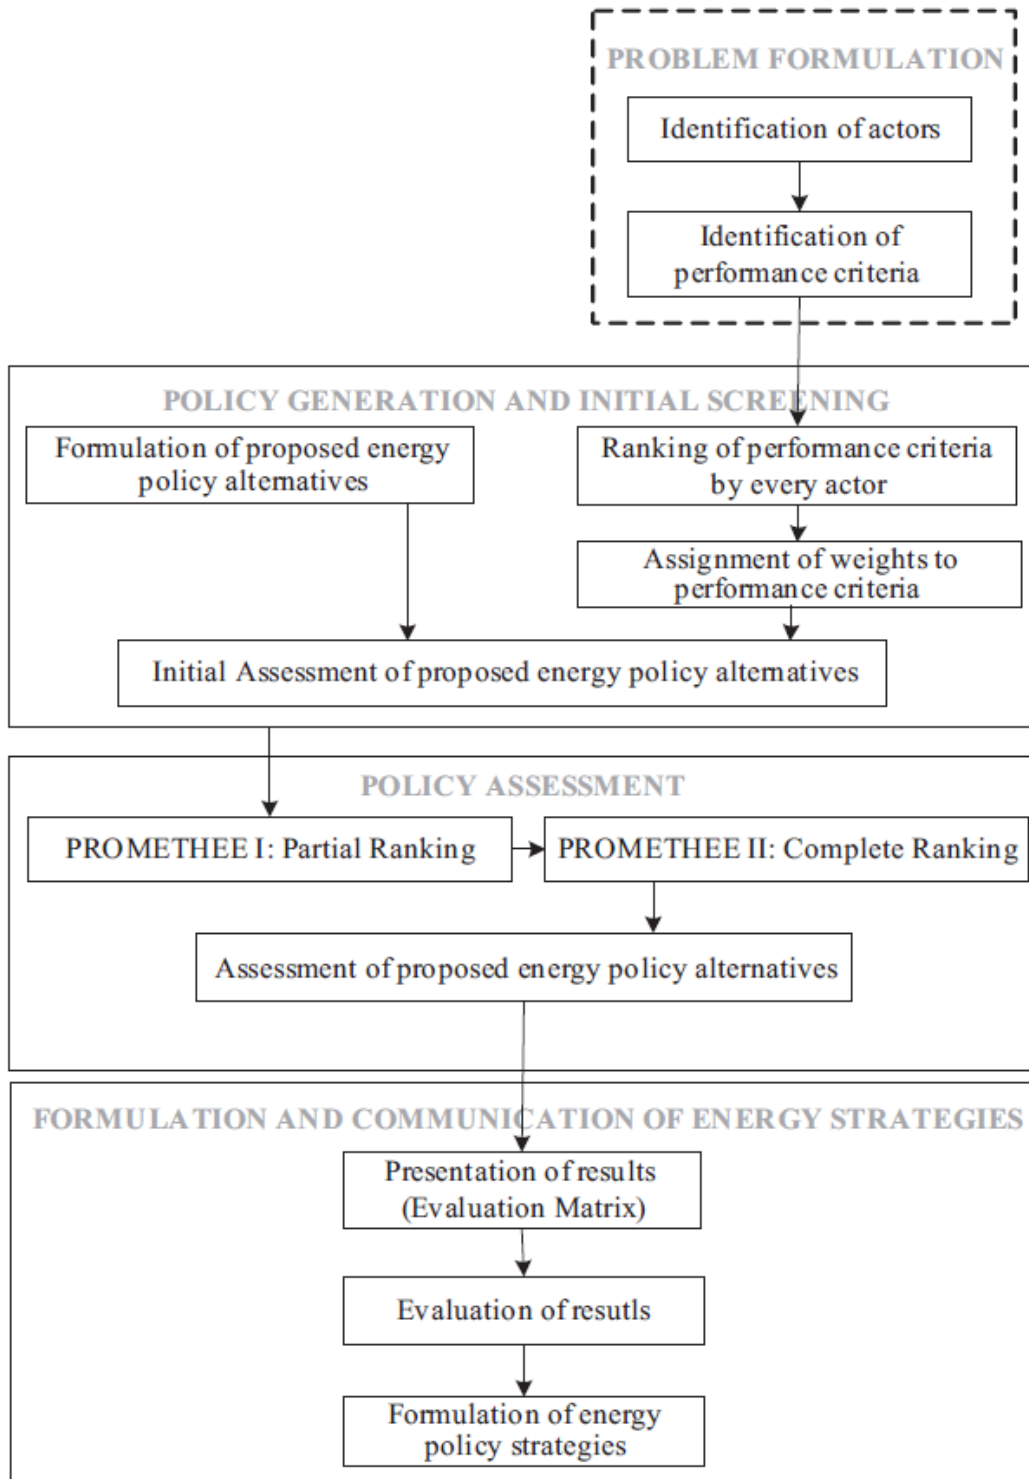 PROBLEM FORMULATION
Identification of actors
Identification of
performance criteria
POLICY GENERATION AND INITIAL SCREENING
Formulation of proposed energy
policy alternatives
Ranking of performance criteria
by every actor
Assignment of weights to
performance criteria
Initial Assessment of proposed energy policy alternatives
POLICY ASSESSMENT
PROMETHEE I: Partial Ranking
PROMETHEE II: Complete Ranking
Assessment of proposed energy policy alternatives
FORMULATION AND COMMUNICATION OF ENERGY STRATEGIES
Presentation of results
(Evaluation Matrix)
Evaluation of resutls
Formulation of energy
policy strategies